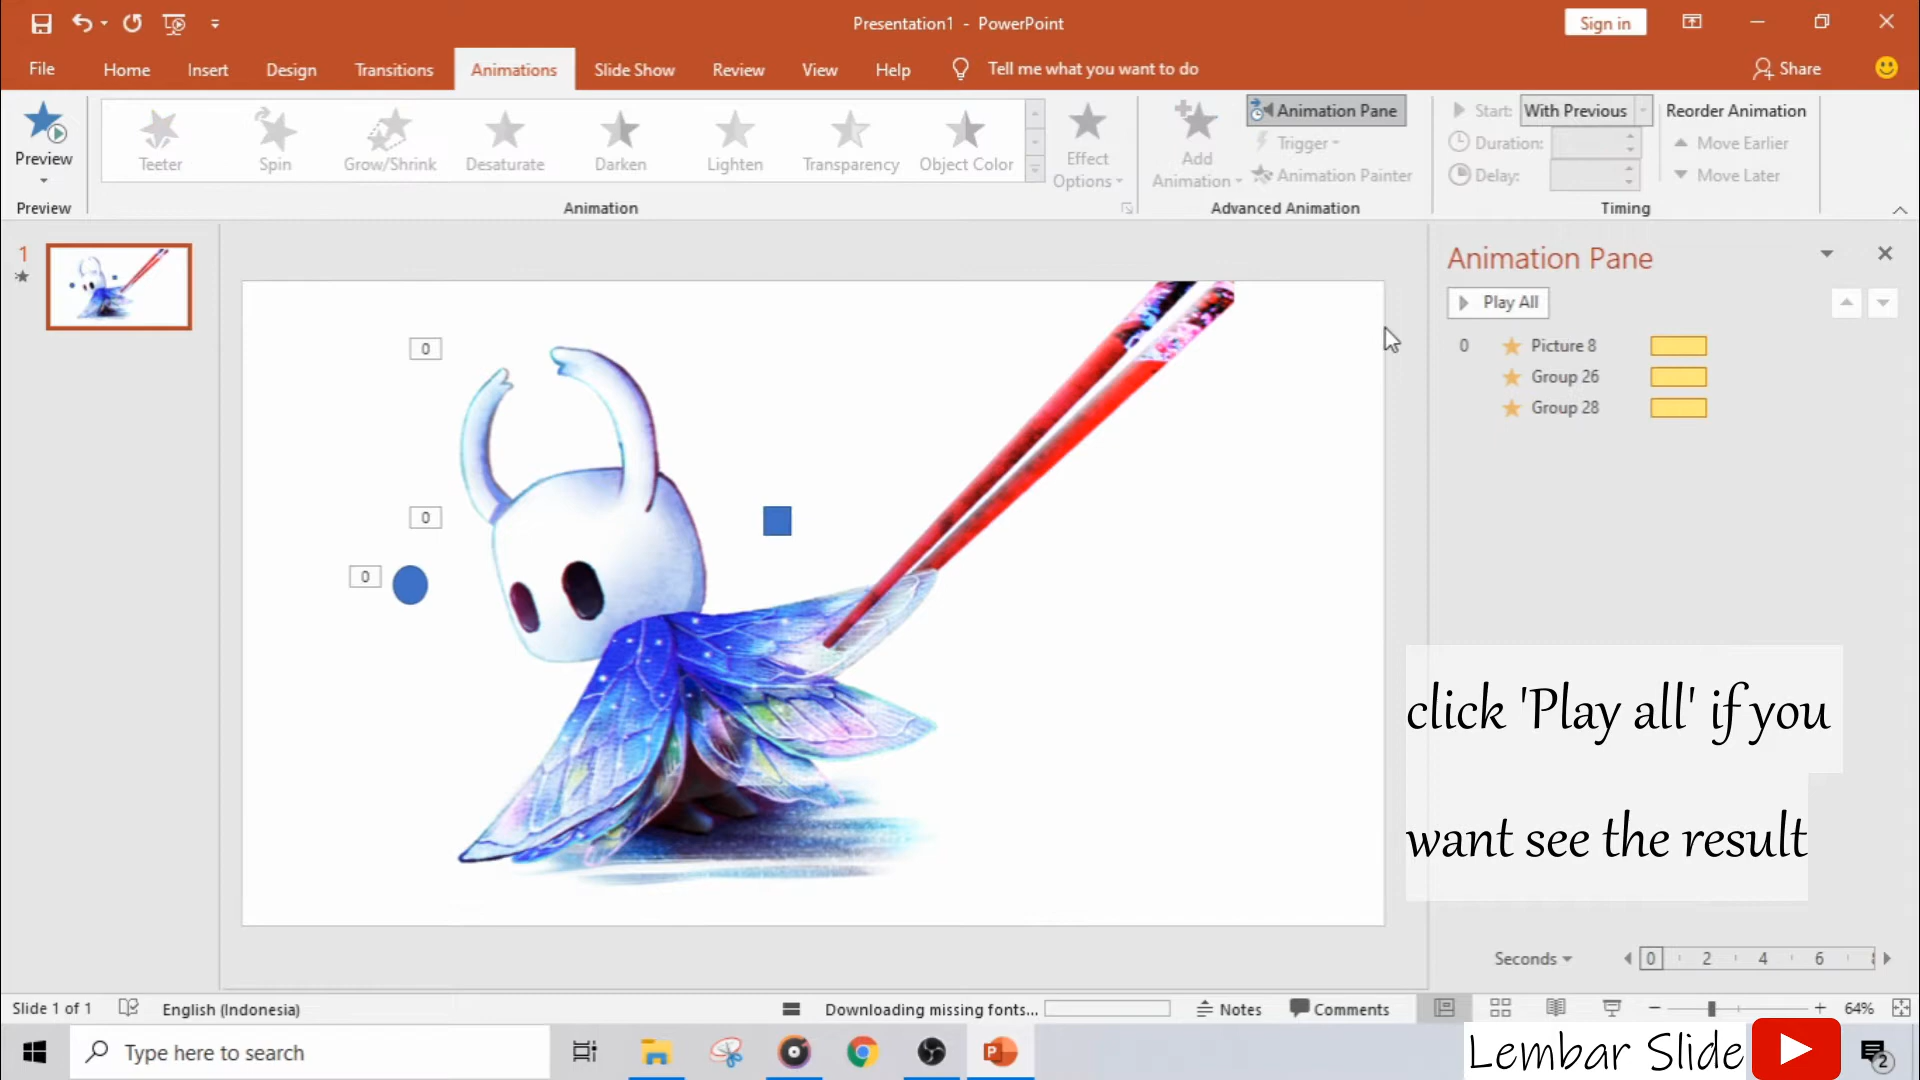 Presentation1 - PowerPoint
Sign in
File
Home
Insert
Design
Transitions
Animations
Slide Show
Review
View
Help
Tell me what you want to do
Share
Preview
Teeter
Spin
Grow/Shrink
Desaturate
Darken
Lighten
Transparency
Object Color
Effect
Options
Add
Animation
Animation Pane
Trigger
Animation Painter
Start:
With Previous
Duration:
Delay:
Reorder Animation
Move Earlier
Move Later
Preview
Animation
Advanced Animation
Timing
1
0
0
0
Animation Pane
Play All
0
Picture 8
Group 26
Group 28
click 'Play all' if you
want see the result
Seconds
0
2
4
6
Slide 1 of 1
English (Indonesia)
Downloading missing fonts...
Notes
Comments
64%
Type here to search
Lembar Slide
2